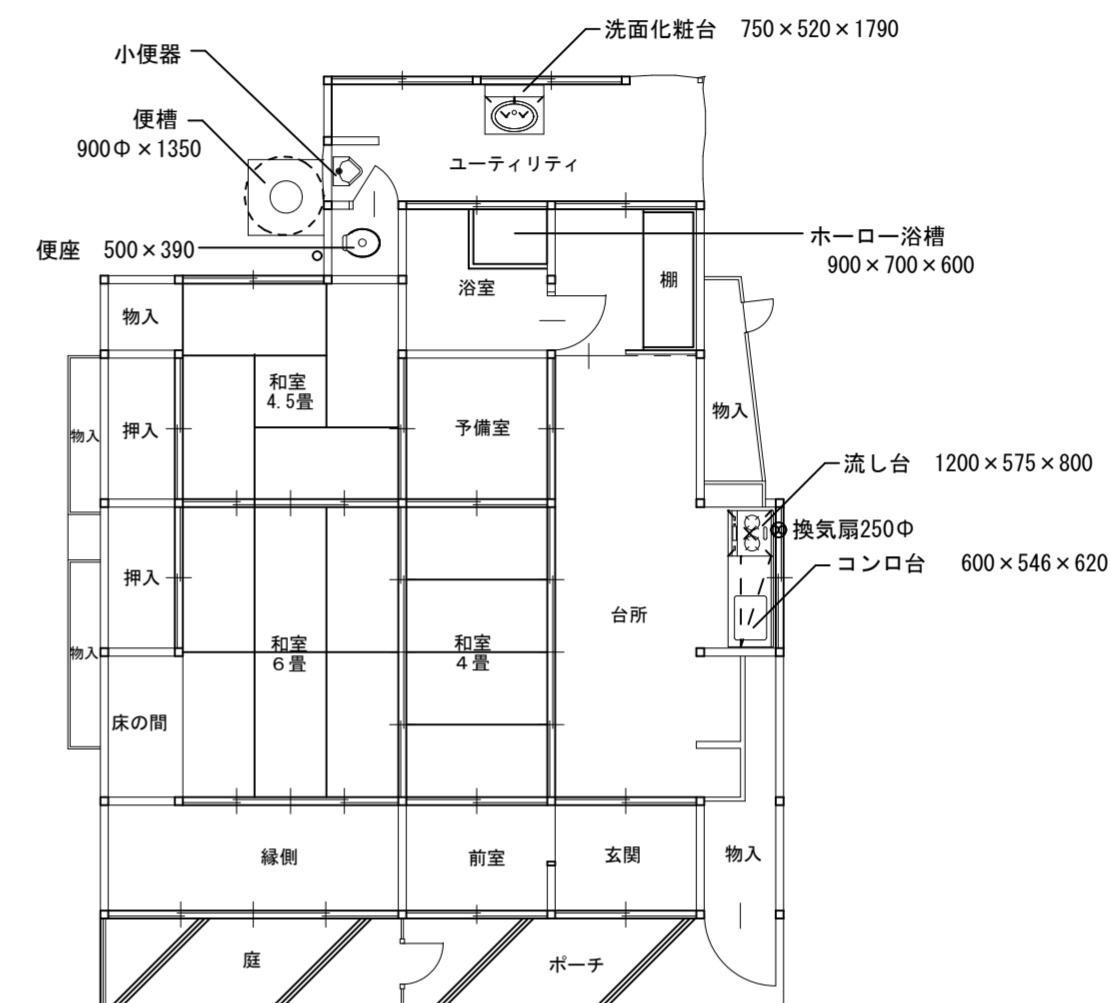 洗面化粧台 750×520×1790
小便器
便槽
900Φ×1350
ユーティリティ
便座 500×390
ホーロー浴槽
900×700×600
浴室
棚
物入
和室
4.5畳
物入
押入
予備室
物入
流し台 1200×575×800
換気扇250Φ
コンロ台 600×546×620
押入
台所
和室
6畳
和室
4畳
物入
床の間
縁側
前室
玄関
物入
庭
ポーチ